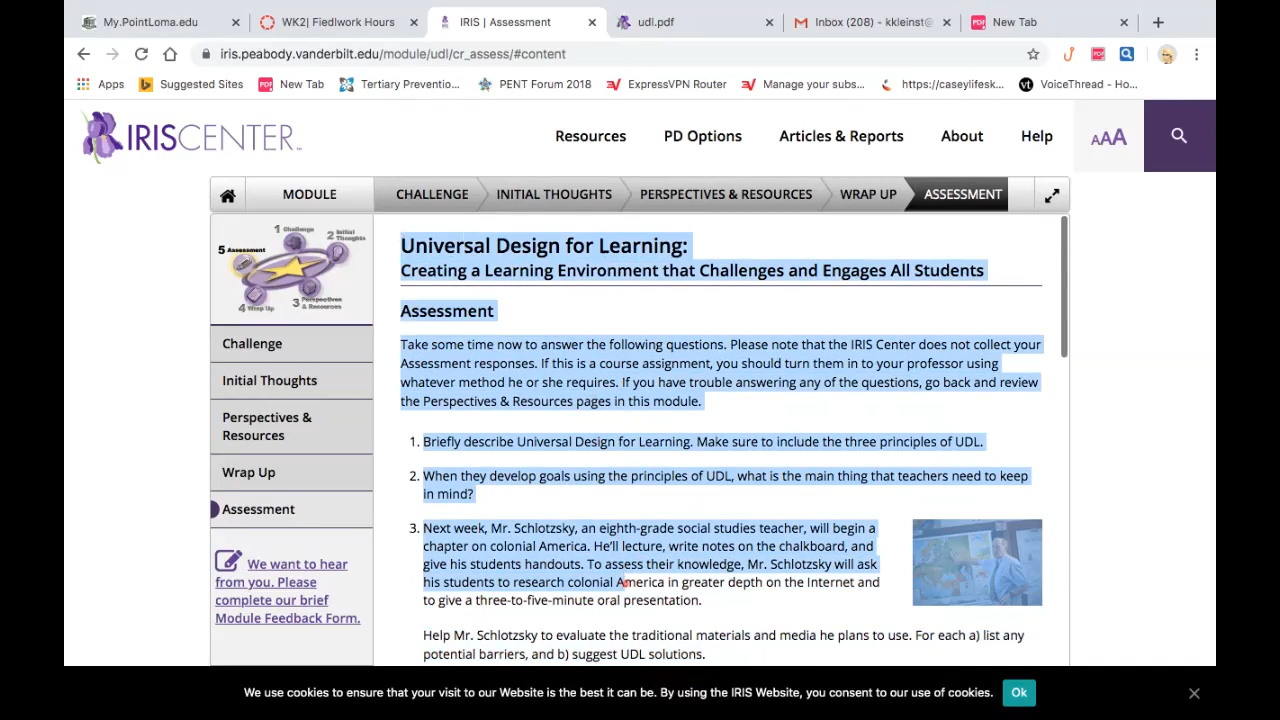 My.PointLoma.edu
WK2| Fiedlwork Hours
IRIS | Assessment
udl.pdf
Inbox (208) - kkleinst@
New Tab
iris.peabody.vanderbilt.edu/module/udl/cr_assess/#content
Apps
Suggested Sites
New Tab
Tertiary Preventio...
PENT Forum 2018
ExpressVPN Router
Manage your subs...
https://caseylifesk...
VoiceThread - Ho...
IRISCENTER
Resources
PD Options
Articles & Reports
About
Help
AAA
MODULE
CHALLENGE
INITIAL THOUGHTS
PERSPECTIVES & RESOURCES
WRAP UP
ASSESSMENT
1 Challenge
2 Initial
Thoughts
5 Assessment
3 Perspectives
& Resources
4 Wrap Up
Challenge
Initial Thoughts
Perspectives &
Resources
Wrap Up
Assessment
We want to hear
from you. Please
complete our brief
Module Feedback Form.
Universal Design for Learning:
Creating a Learning Environment that Challenges and Engages All Students
Assessment
Take some time now to answer the following questions. Please note that the IRIS Center does not collect your
Assessment responses. If this is a course assignment, you should turn them in to your professor using
whatever method he or she requires. If you have trouble answering any of the questions, go back and review
the Perspectives & Resources pages in this module.
1. Briefly describe Universal Design for Learning. Make sure to include the three principles of UDL.
2. When they develop goals using the principles of UDL, what is the main thing that teachers need to keep
in mind?
3. Next week, Mr. Schlotzsky, an eighth-grade social studies teacher, will begin a
chapter on colonial America. He'll lecture, write notes on the chalkboard, and
give his students handouts. To assess their knowledge, Mr. Schlotzsky will ask
his students to research colonial America in greater depth on the Internet and
to give a three-to-five-minute oral presentation.
Help Mr. Schlotzsky to evaluate the traditional materials and media he plans to use. For each a) list any
potential barriers, and b) suggest UDL solutions.
We use cookies to ensure that your visit to our Website is the best it can be. By using the IRIS Website, you consent to our use of cookies.
Ok